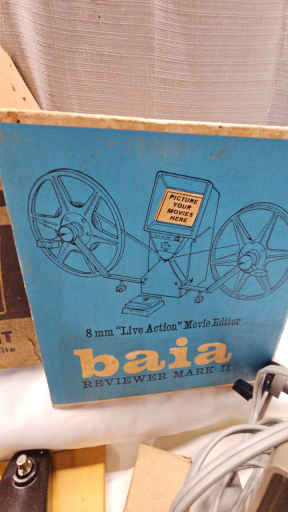 PICTURE
YOUR
MOVIES
HERE
8 mm "Live Action" Movie Editor
baia
REVIEWER MARK II